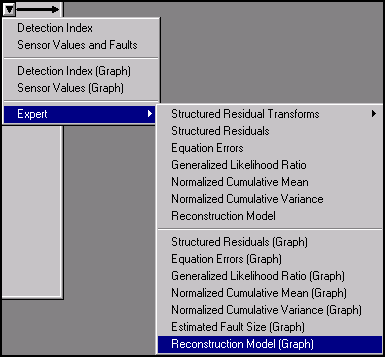 Detection Index
Sensor Values and Faults
Detection Index (Graph)
Sensor Values (Graph)
Expert
Structured Residual Transforms
Structured Residuals
Equation Errors
Generalized Likelihood Ratio
Normalized Cumulative Mean
Normalized Cumulative Variance
Reconstruction Model
Structured Residuals (Graph)
Equation Errors (Graph)
Generalized Likelihood Ratio (Graph)
Normalized Cumulative Mean (Graph)
Normalized Cumulative Variance (Graph)
Estimated Fault Size (Graph)
Reconstruction Model (Graph)